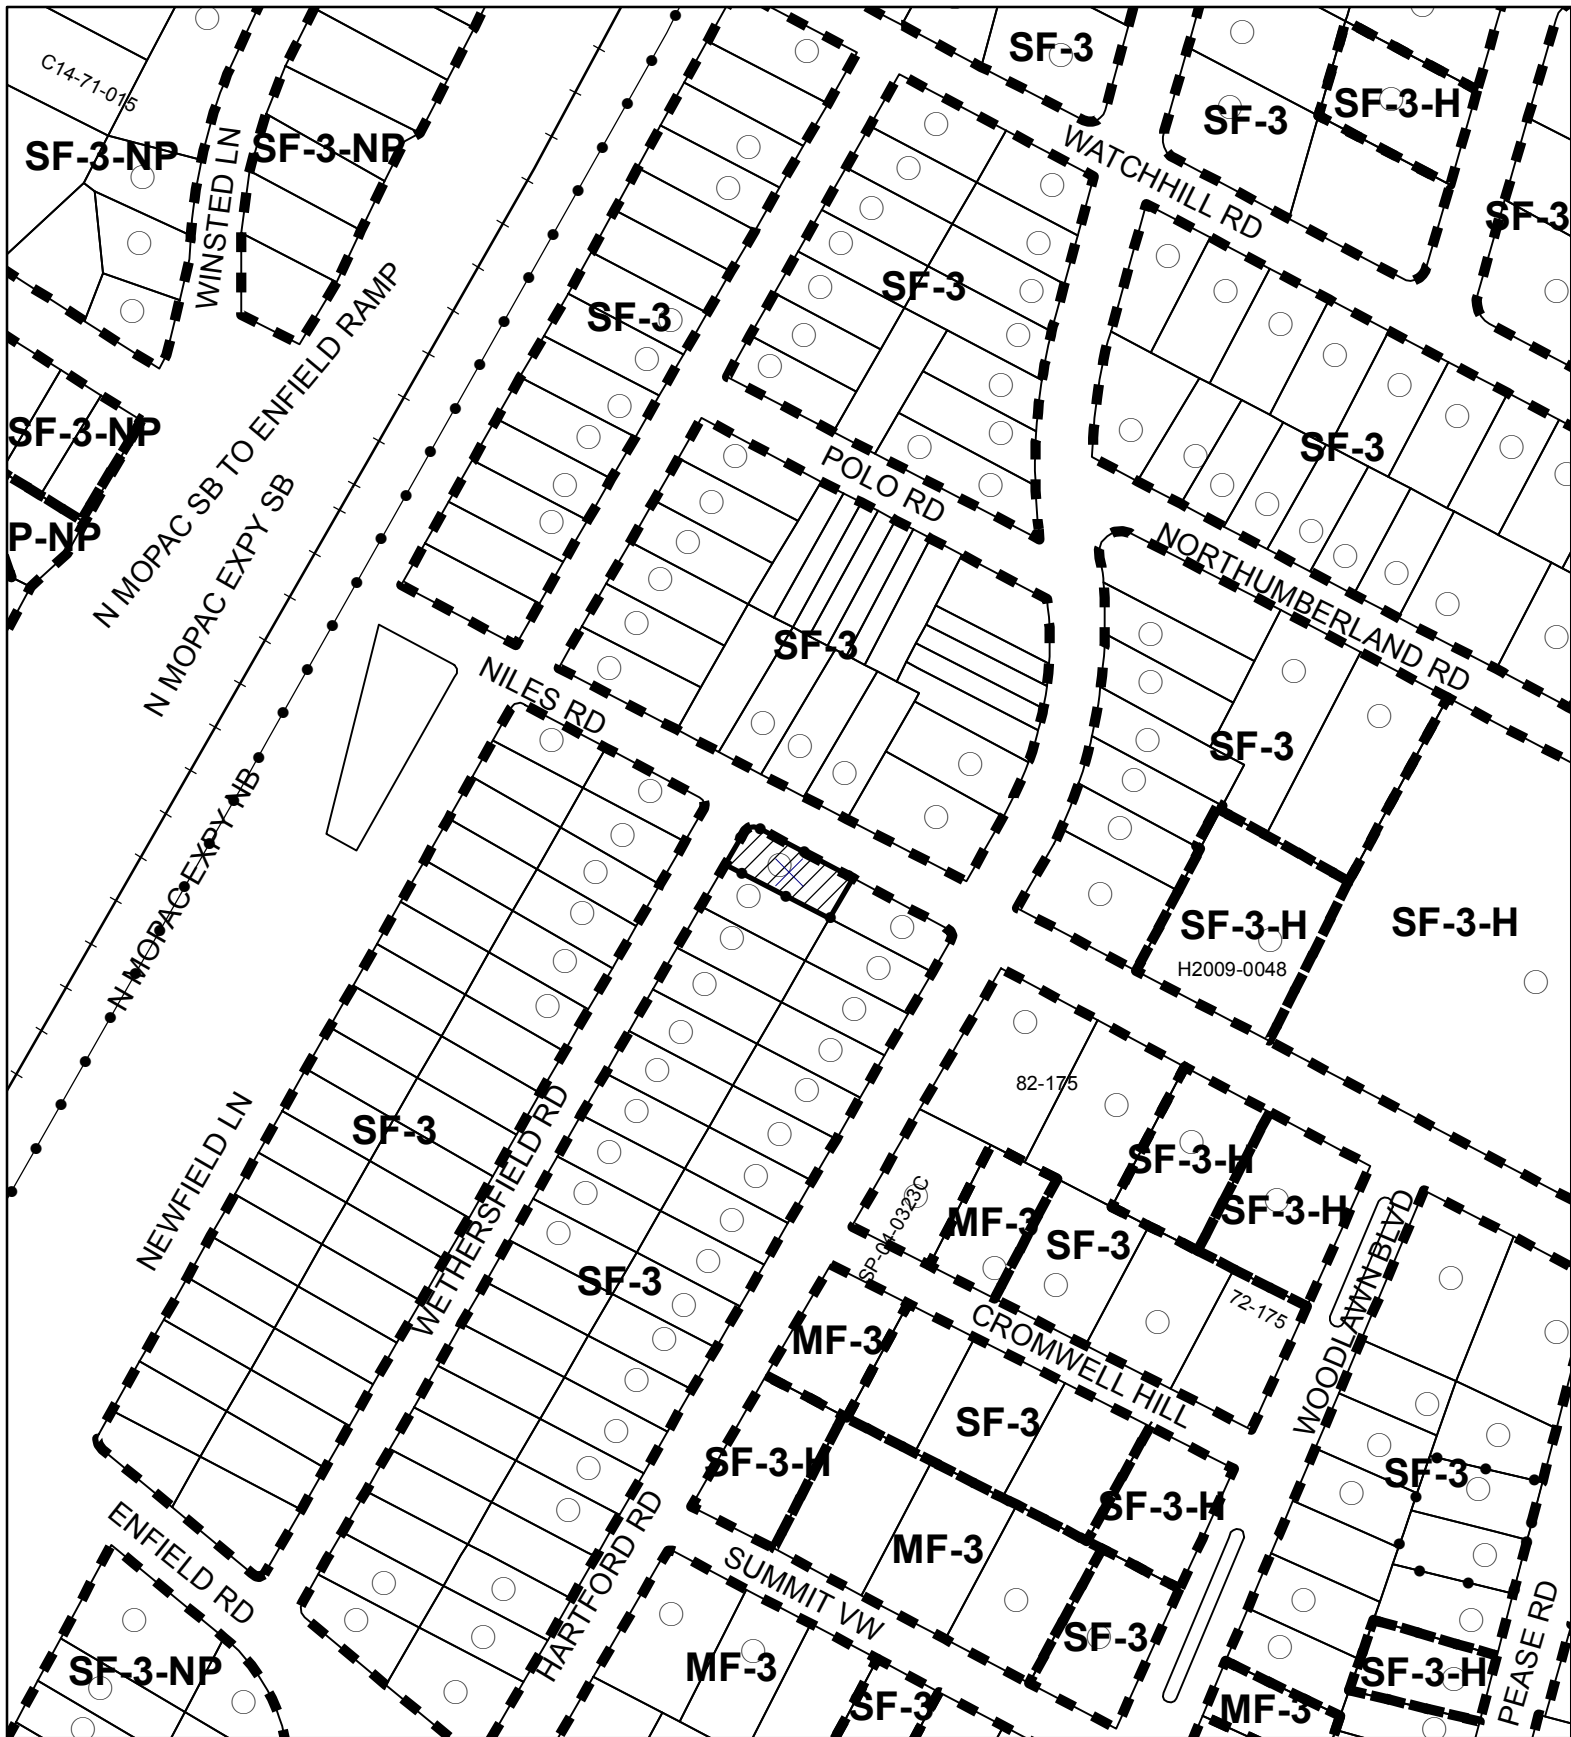 SF-3
C14-71-015
SF-3-H
SF-3
SF-3-NP
SF-3-NP
WATCHHILL RD
WINSTED LN
SF-3
SF-3
SF-3
N MOPAC SB TO ENFIELD RAMP
SF-3-NP
SF-3
POLO RD
P-NP
N MOPAC EXPY SB
NORTHUMBERLAND RD
SF-3
NILES RD
SF-3
N MOPAC EXPY NB
SF-3-H
SF-3-H
H2009-0048
82-175
SF-3
SF-3-H
NEWFIELD LN
WETHERSFIELD RD
SF-3-H
SP-04-0323C
MF-3
SF-3
SF-3
72-175
WOODLAWN BLVD
MF-3
CROMWELL HILL
SF-3
SF-3-H
SF-3
SF-3-H
ENFIELD RD
HARTFORD RD
SUMMIT VW
MF-3
SF-3
PEASE RD
SF-3-NP
MF-3
SF-3-H
SF-3
MF-3